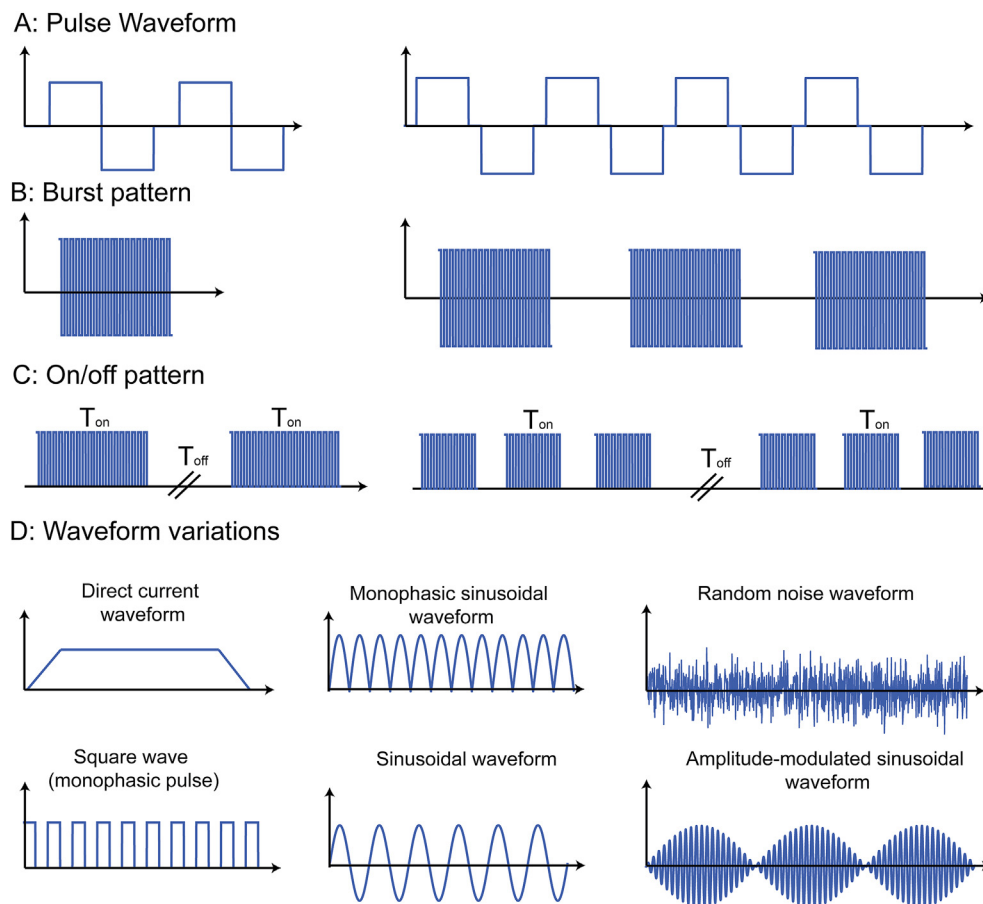 A: Pulse Waveform
B: Burst pattern
C: On/off pattern
Ton
Toff
Ton
Ton
Toff
Ton
D: Waveform variations
Direct current
waveform
Monophasic sinusoidal
waveform
Random noise waveform
Square wave
(monophasic pulse)
Sinusoidal waveform
Amplitude-modulated sinusoidal
waveform